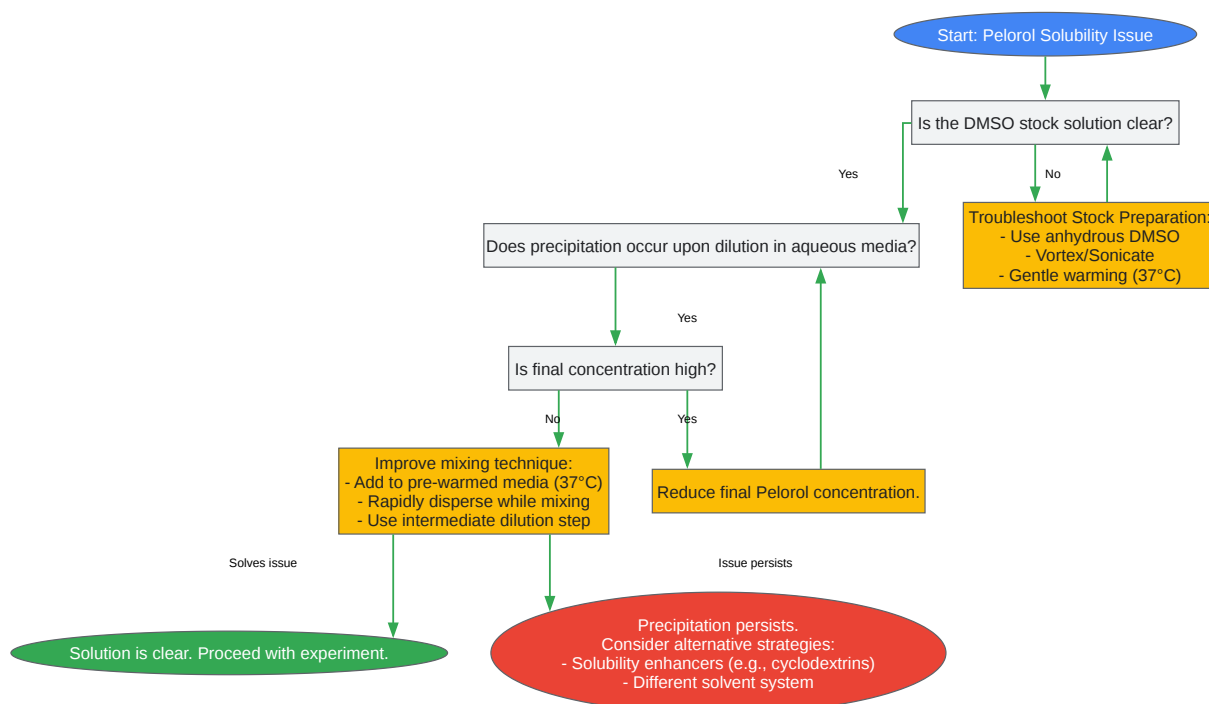 Start: Pelorol Solubility Issue
Is the DMSO stock solution clear?
Yes
No
Troubleshoot Stock Preparation:
- Use anhydrous DMSO
- Vortex/Sonicate
- Gentle warming (37°C)
Does precipitation occur upon dilution in aqueous media?
Yes
Is final concentration high?
No
Yes
Improve mixing technique:
- Add to pre-warmed media (37°C)
- Rapidly disperse while mixing
- Use intermediate dilution step
Reduce final Pelorol concentration.
Solves issue
Issue persists
Solution is clear. Proceed with experiment.
Precipitation persists.
Consider alternative strategies:
- Solubility enhancers (e.g., cyclodextrins)
- Different solvent system